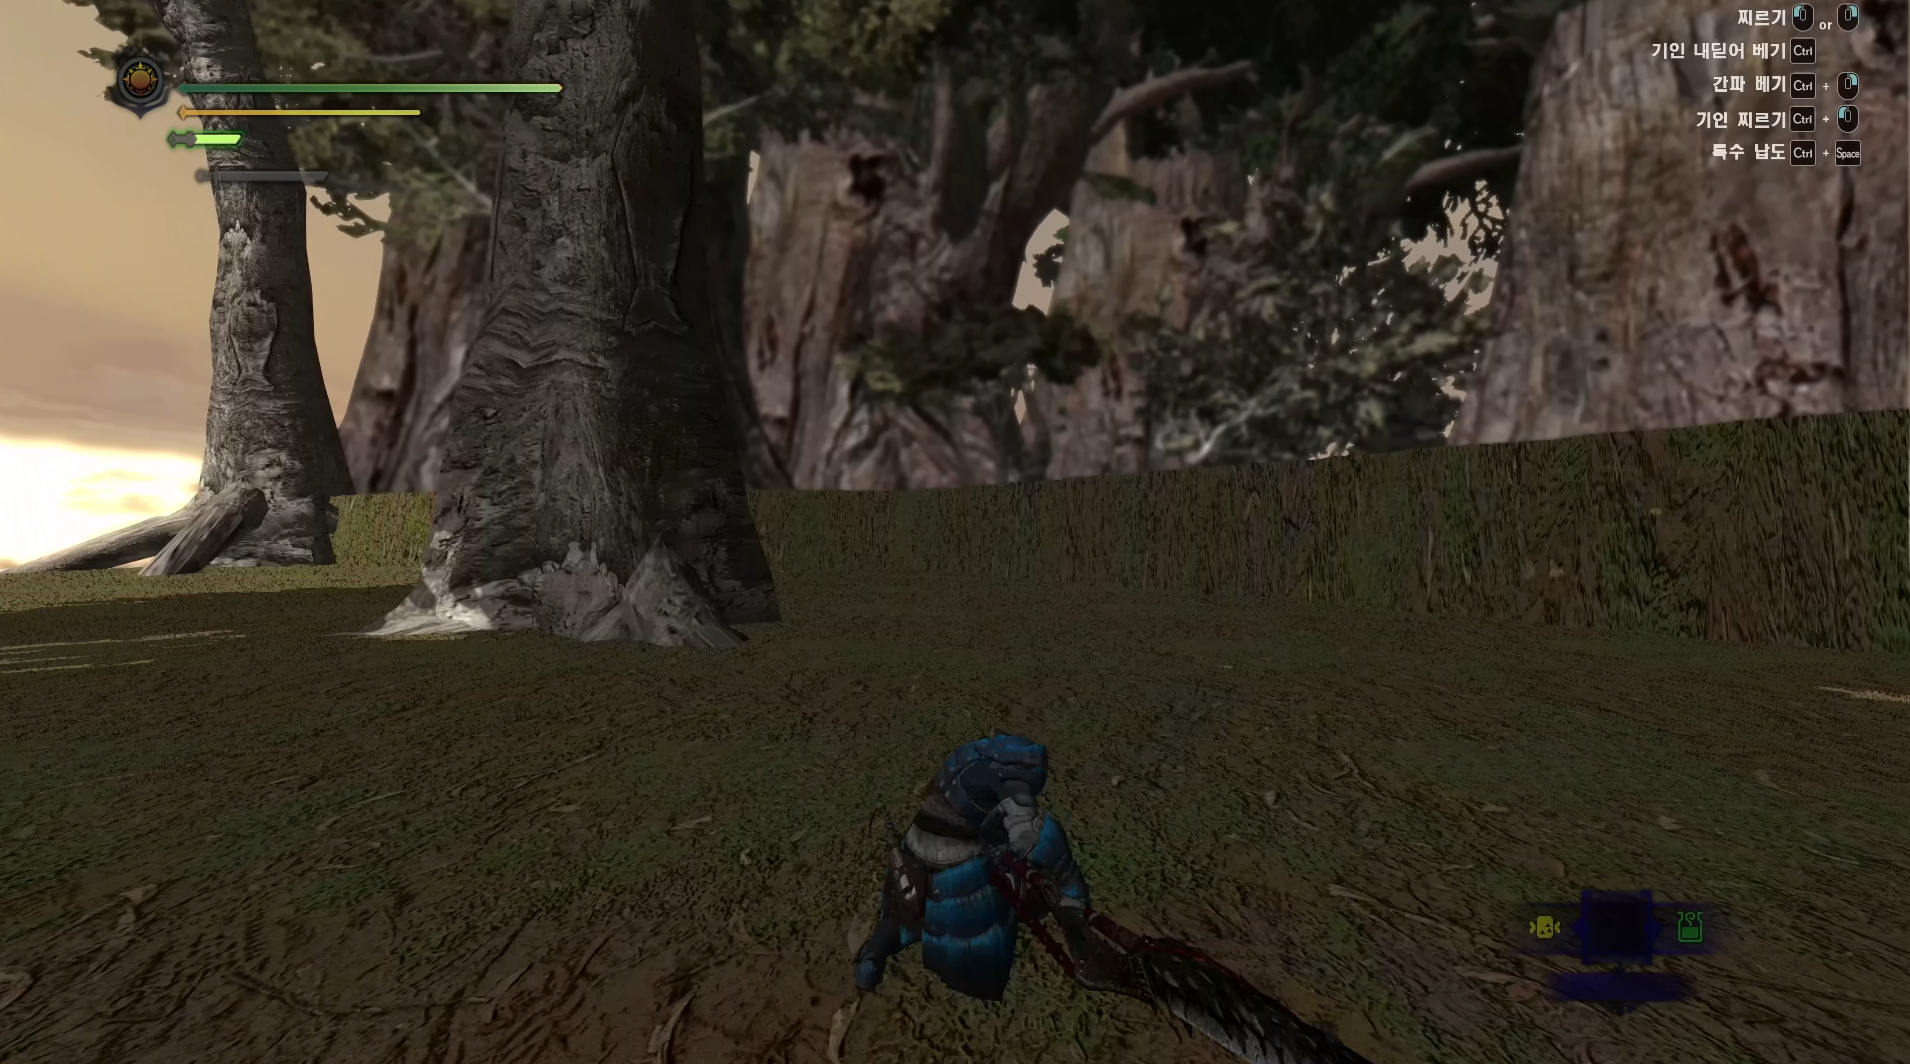 찌르기 or
기인 내딛어 베기 Ctrl
간파 베기 Ctrl +
기인 찌르기 Ctrl +
특수 납도 Ctrl + Space